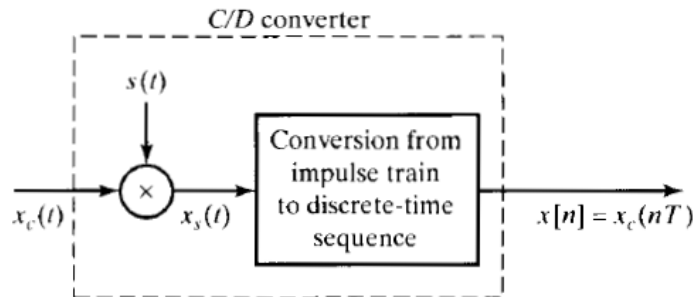 C/D converter
s(t)
Conversion from
impulse train
to discrete-time
sequence
×
x_c(t)
x_s(t)
x[n] = x_c(nT)